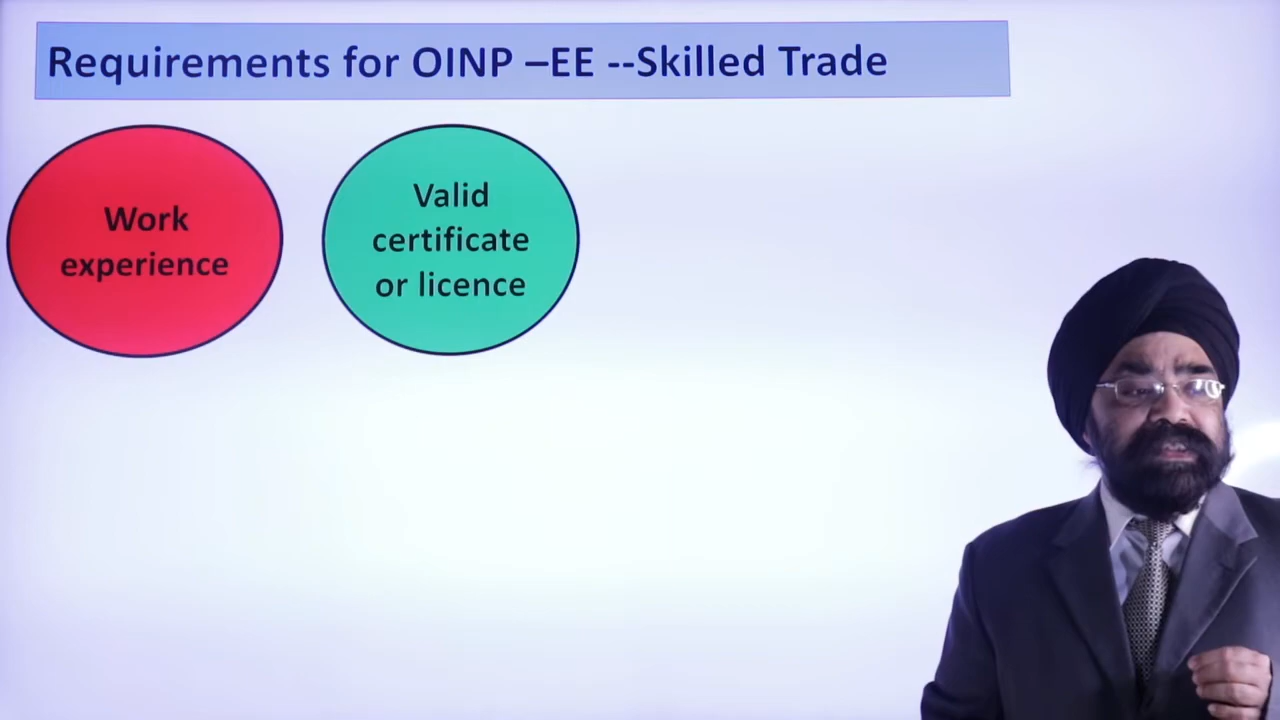 Requirements for OINP –EE --Skilled Trade
Work
experience
Valid
certificate
or licence